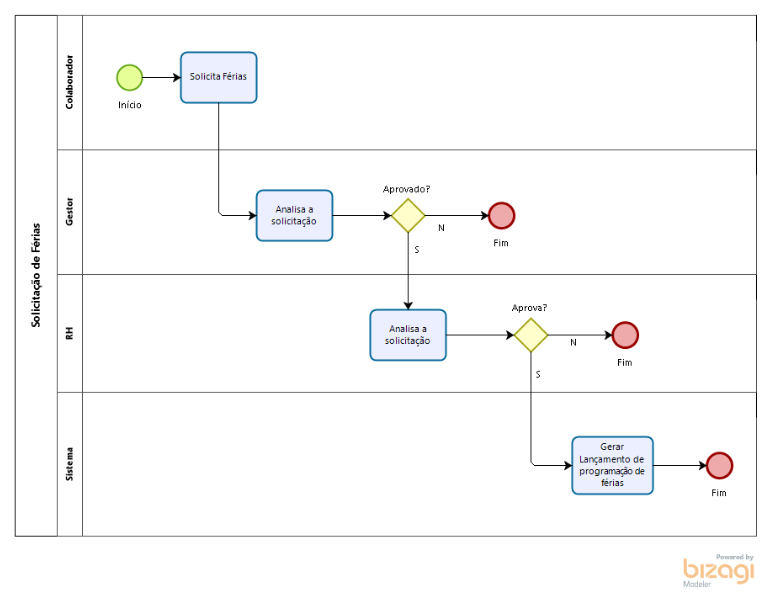 Solicitação de Férias
Colaborador
Início
Solicita Férias
Gestor
Analisa a
solicitação
Aprovado?
N
Fim
S
RH
Analisa a
solicitação
Aprova?
N
Fim
S
Sistema
Gerar
Lançamento de
programação de
férias
Fim
Powered by
bizagi
Modeler